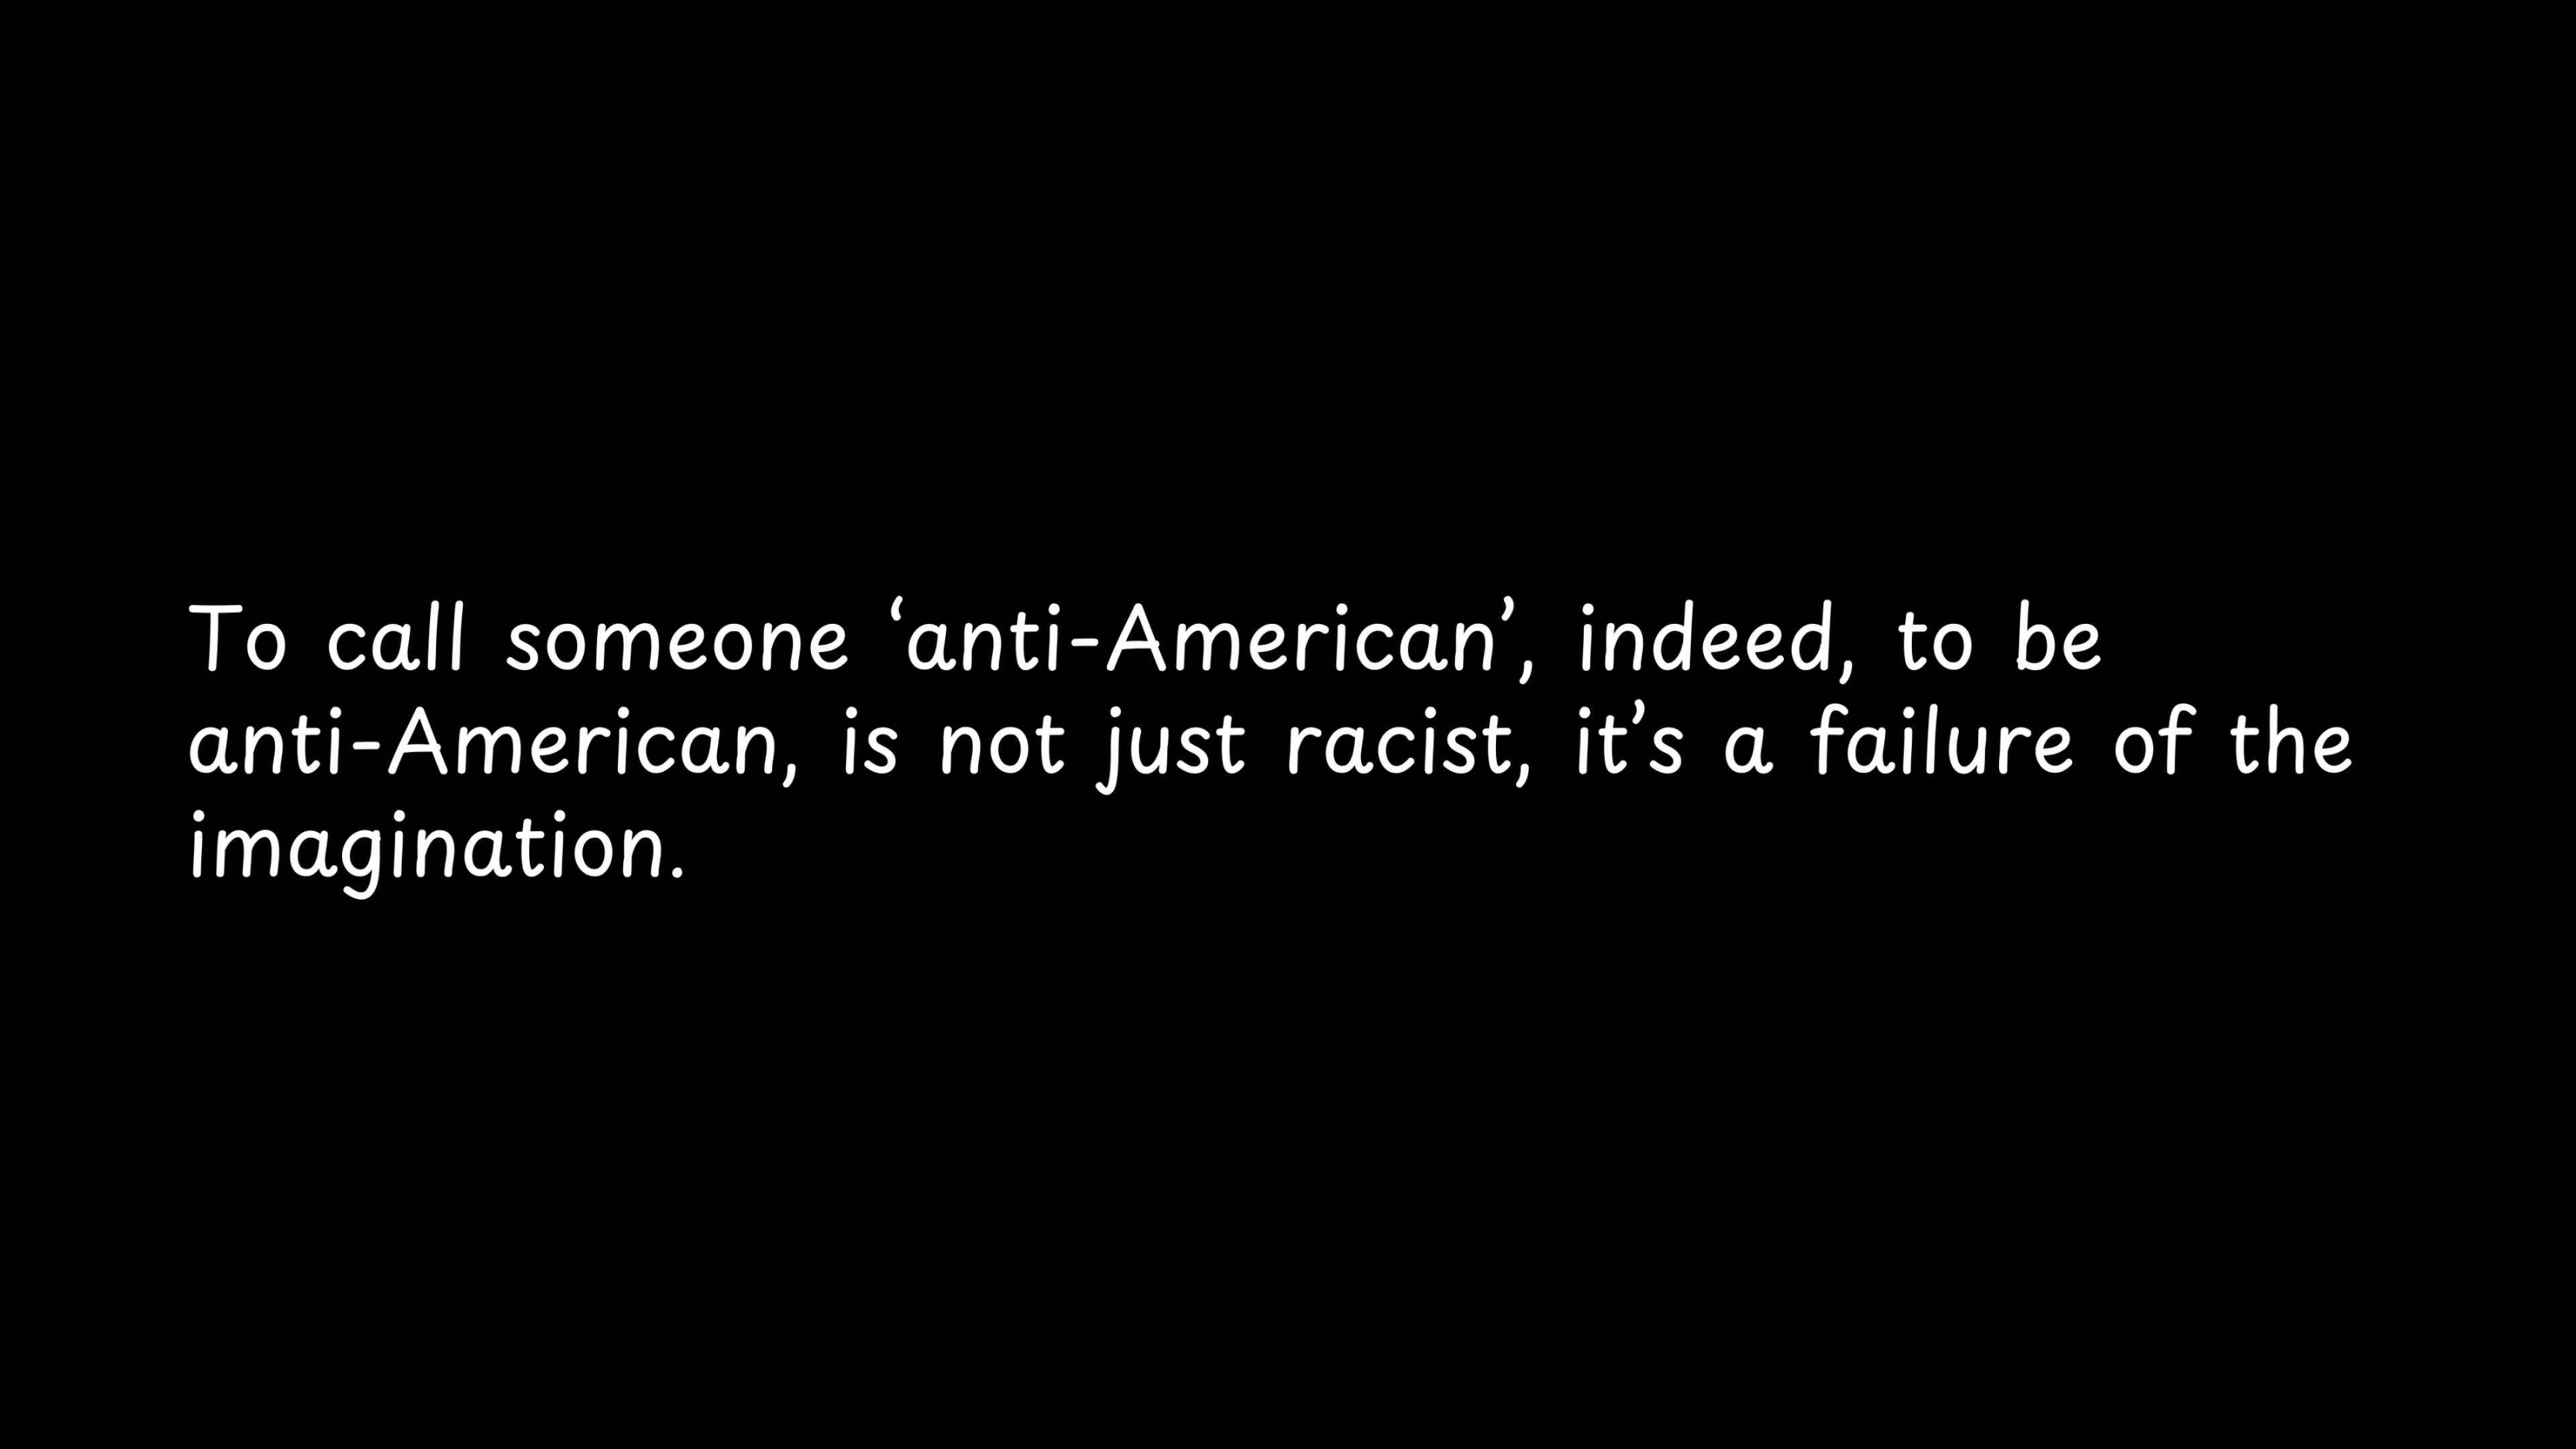 To call someone ‘anti-American’, indeed, to be
anti-American, is not just racist, it’s a failure of the
imagination.